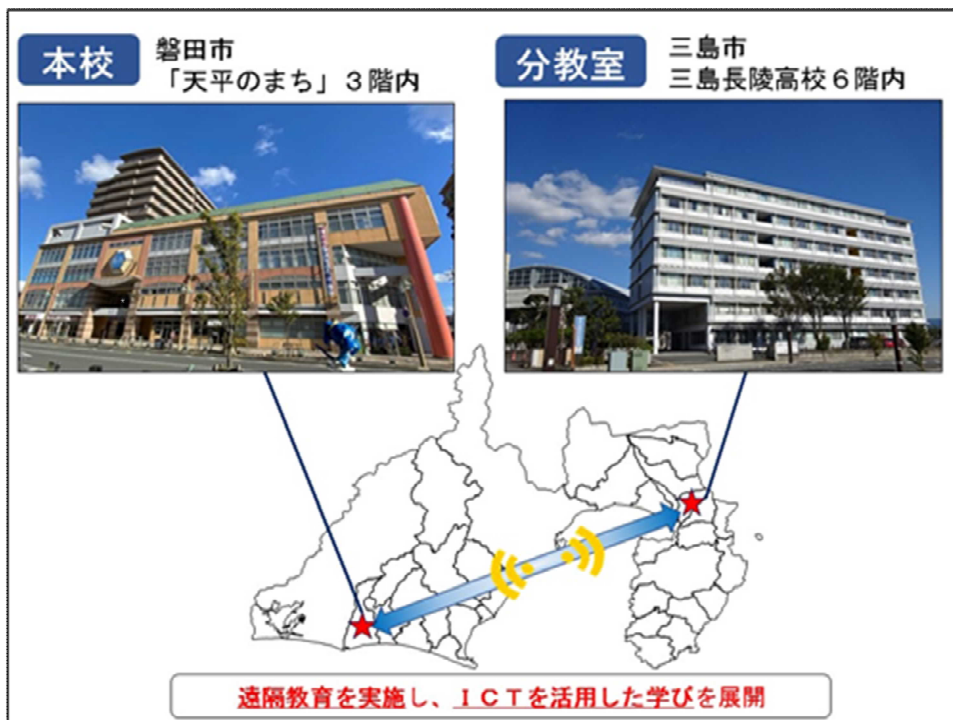 本校
磐田市
「天平のまち」３階内
分教室
三島市
三島長陵高校６階内
遠隔教育を実施し、ＩＣＴを活用した学びを展開